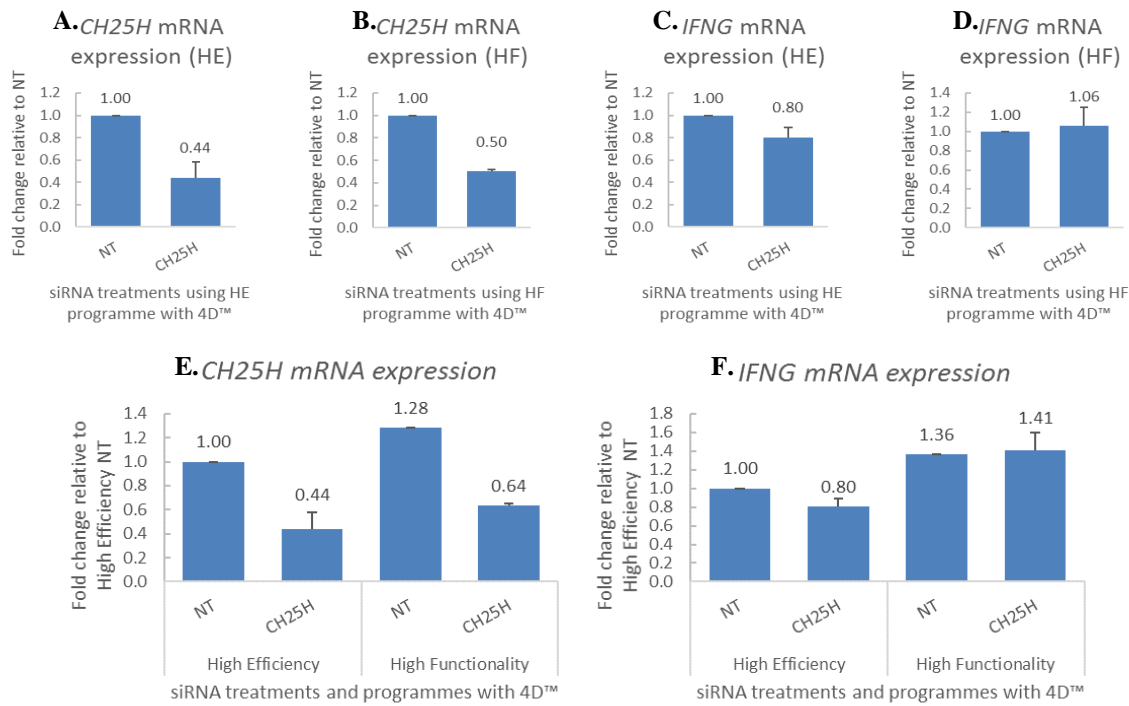 A. CH25H mRNA
expression (HE)
Fold change relative to NT
1.2
1.0
0.8
0.6
0.4
0.2
0.0
1.00
0.44
NT
CH25H
siRNA treatments using HE
programme with 4D™
B. CH25H mRNA
expression (HF)
Fold change relative to NT
1.2
1.0
0.8
0.6
0.4
0.2
0.0
1.00
0.50
NT
CH25H
siRNA treatments using HF
programme with 4D™
C. IFNG mRNA
expression (HE)
Fold change relative to NT
1.2
1.0
0.8
0.6
0.4
0.2
0.0
1.00
0.80
NT
CH25H
siRNA treatments using HE
programme with 4D™
D. IFNG mRNA
expression (HF)
Fold change relative to NT
1.4
1.2
1.0
0.8
0.6
0.4
0.2
0.0
1.00
1.06
NT
CH25H
siRNA treatments using HF
programme with 4D™
E. CH25H mRNA expression
Fold change relative to
High Efficiency NT
1.4
1.2
1.0
0.8
0.6
0.4
0.2
0.0
1.00
0.44
1.28
0.64
NT
CH25H
NT
CH25H
High Efficiency
High Functionality
siRNA treatments and programmes with 4D™
F. IFNG mRNA expression
Fold change relative to
High Efficiency NT
1.8
1.6
1.4
1.2
1.0
0.8
0.6
0.4
0.2
0.0
1.00
0.80
1.36
1.41
NT
CH25H
NT
CH25H
High Efficiency
High Functionality
siRNA treatments and programmes with 4D™